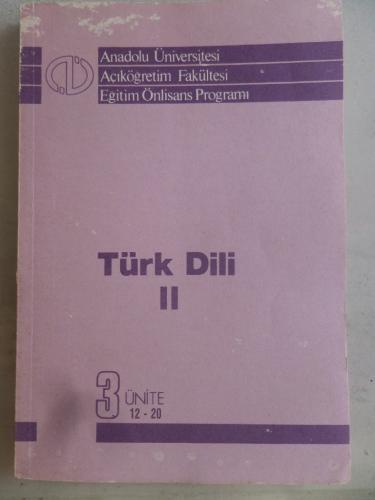 Anadolu Üniversitesi
Açıköğretim Fakültesi
Eğitim Önlisans Programı
Türk Dili
II
3 ÜNİTE
12 - 20